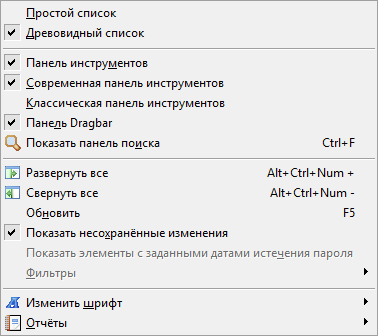 Простой список
Древовидный список
Панель инструментов
Современная панель инструментов
Классическая панель инструментов
Панель Dragbar
Показать панель поиска Ctrl+F
Развернуть все Alt+Ctrl+Num +
Свернуть все Alt+Ctrl+Num -
Обновить F5
Показать несохранённые изменения
Показать элементы с заданными датами истечения пароля
Фильтры
Изменить шрифт
Отчёты